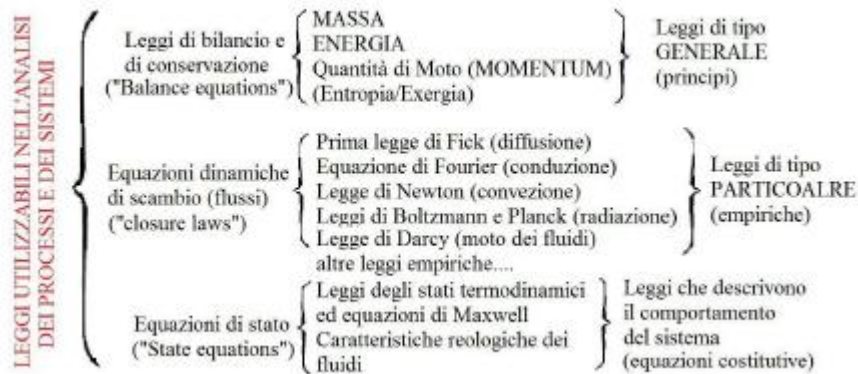 LEGGI UTILIZZABILI NELL'ANALISI
DEI PROCESSI E DEI SISTEMI
Leggi di bilancio e
di conservazione
("Balance equations")
MASSA
ENERGIA
Quantità di Moto (MOMENTUM)
(Entropia/Exergia)
Leggi di tipo
GENERALE
(principi)
Equazioni dinamiche
di scambio (flussi)
("closure laws")
Prima legge di Fick (diffusione)
Equazione di Fourier (conduzione)
Legge di Newton (convezione)
Leggi di Boltzmann e Planck (radiazione)
Legge di Darcy (moto dei fluidi)
altre leggi empiriche....
Leggi di tipo
PARTICOALRE
(empiriche)
Equazioni di stato
("State equations")
Leggi degli stati termodinamici
ed equazioni di Maxwell
Caratteristiche reologiche dei
fluidi
Leggi che descrivono
il comportamento
del sistema
(equazioni costitutive)